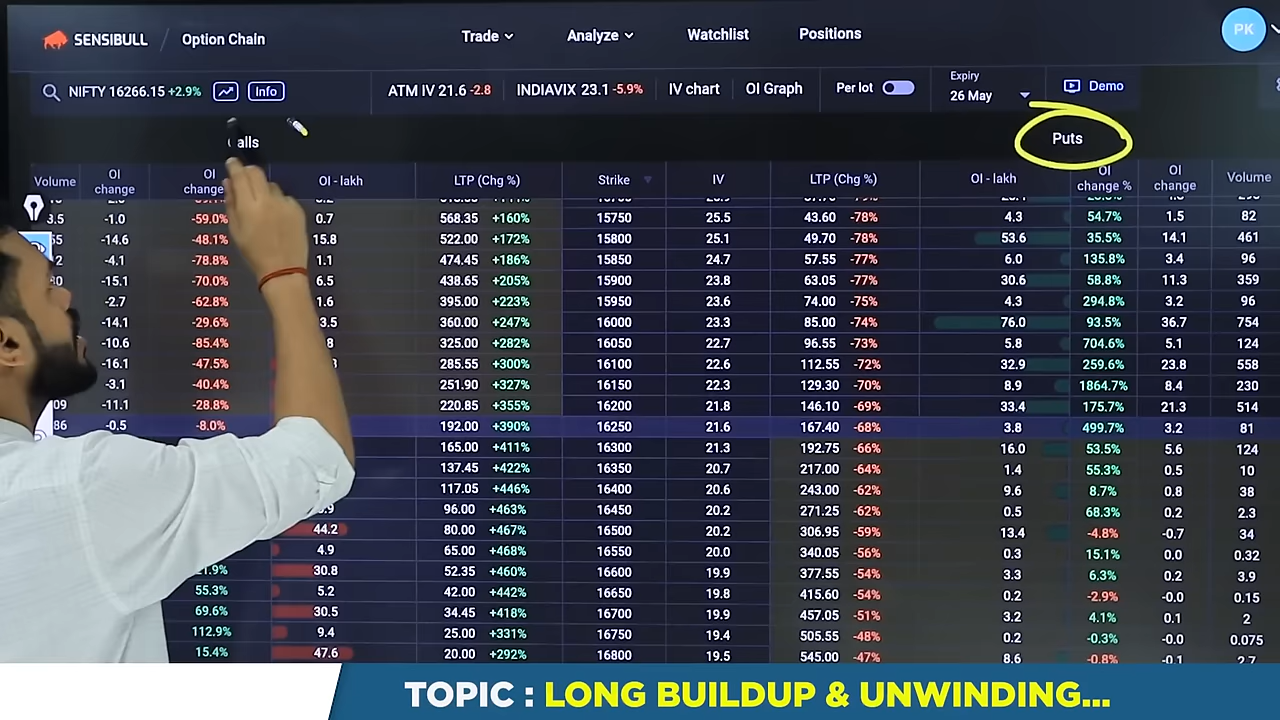 SENSIBULL / Option Chain Trade Analyze Watchlist Positions PK
NIFTY 16266.15 +2.9% Info ATM IV 21.6 -2.8 INDIAVIX 23.1 -5.9% IV chart OI Graph Per lot Expiry 26 May Demo
alls Puts
Volume OI change OI change OI - lakh LTP (Chg %) Strike IV LTP (Chg %) OI - lakh OI change % OI change Volume
3.5 -1.0 -59.0% 0.7 568.35 +160% 15750 25.5 43.60 -78% 4.3 54.7% 1.5 82
-14.6 -48.1% 15.8 522.00 +172% 15800 25.1 49.70 -78% 53.6 35.5% 14.1 461
-4.1 -78.8% 1.1 474.45 +186% 15850 24.7 57.55 -77% 6.0 135.8% 3.4 96
-15.1 -70.0% 6.5 438.65 +205% 15900 23.8 63.05 -77% 30.6 58.8% 11.3 359
-2.7 -62.8% 1.6 395.00 +223% 15950 23.6 74.00 -75% 4.3 294.8% 3.2 96
-14.1 -29.6% 3.5 360.00 +247% 16000 23.3 85.00 -74% 76.0 93.5% 36.7 754
-10.6 -85.4% 325.00 +282% 16050 22.7 96.55 -73% 5.8 704.6% 5.1 124
-16.1 -47.5% 285.55 +300% 16100 22.6 112.55 -72% 32.9 259.6% 23.8 558
-3.1 -40.4% 251.90 +327% 16150 22.3 129.30 -70% 8.9 1864.7% 8.4 230
09 -11.1 -28.8% 220.85 +355% 16200 21.8 146.10 -69% 33.4 175.7% 21.3 514
86 -0.5 -8.0% 192.00 +390% 16250 21.6 167.40 -68% 3.8 499.7% 3.2 81
165.00 +411% 16300 21.3 192.75 -66% 16.0 53.5% 5.6 124
137.45 +422% 16350 20.7 217.00 -64% 1.4 55.3% 0.5 10
117.05 +446% 16400 20.6 243.00 -62% 9.6 8.7% 0.8 38
96.00 +463% 16450 20.2 271.25 -62% 0.5 68.3% 0.2 2.3
44.2 80.00 +467% 16500 20.2 306.95 -59% 13.4 -4.8% -0.7 34
4.9 65.00 +468% 16550 20.0 340.05 -56% 0.3 15.1% 0.0 0.32
30.8 52.35 +460% 16600 19.9 377.55 -54% 3.3 6.3% 0.2 3.9
55.3% 5.2 42.00 +442% 16650 19.8 415.60 -54% 0.2 -2.9% -0.0 0.15
69.6% 30.5 34.45 +418% 16700 19.9 457.05 -51% 3.2 4.1% 0.1 2
112.9% 9.4 25.00 +331% 16750 19.4 505.55 -48% 0.2 -0.3% -0.0 0.075
15.4% 47.6 20.00 +292% 16800 19.5 545.00 -47% 8.6 -0.8% -0.1 2.7
TOPIC : LONG BUILDUP & UNWINDING...